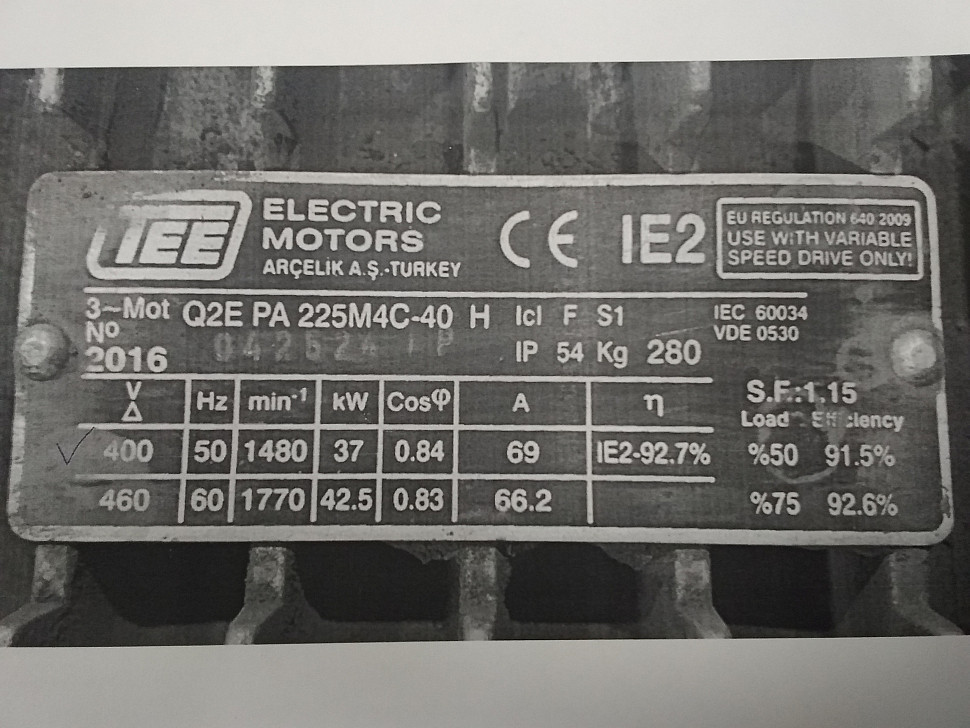 TEE
ELECTRIC
MOTORS
ARÇELİK A.Ş.-TURKEY
CE IE2
EU REGULATION 640 2009
USE WITH VARIABLE
SPEED DRIVE ONLY!
3~Mot Q2E PA 225M4C-40 H Icl F S1
IEC 60034
VDE 0530
No
2016 IP 54 Kg 280
V Δ Hz min-1 kW Cosφ A η
400 50 1480 37 0.84 69 IE2-92.7%
460 60 1770 42.5 0.83 66.2
S.F.:1,15
Load Efficiency
%50 91.5%
%75 92.6%